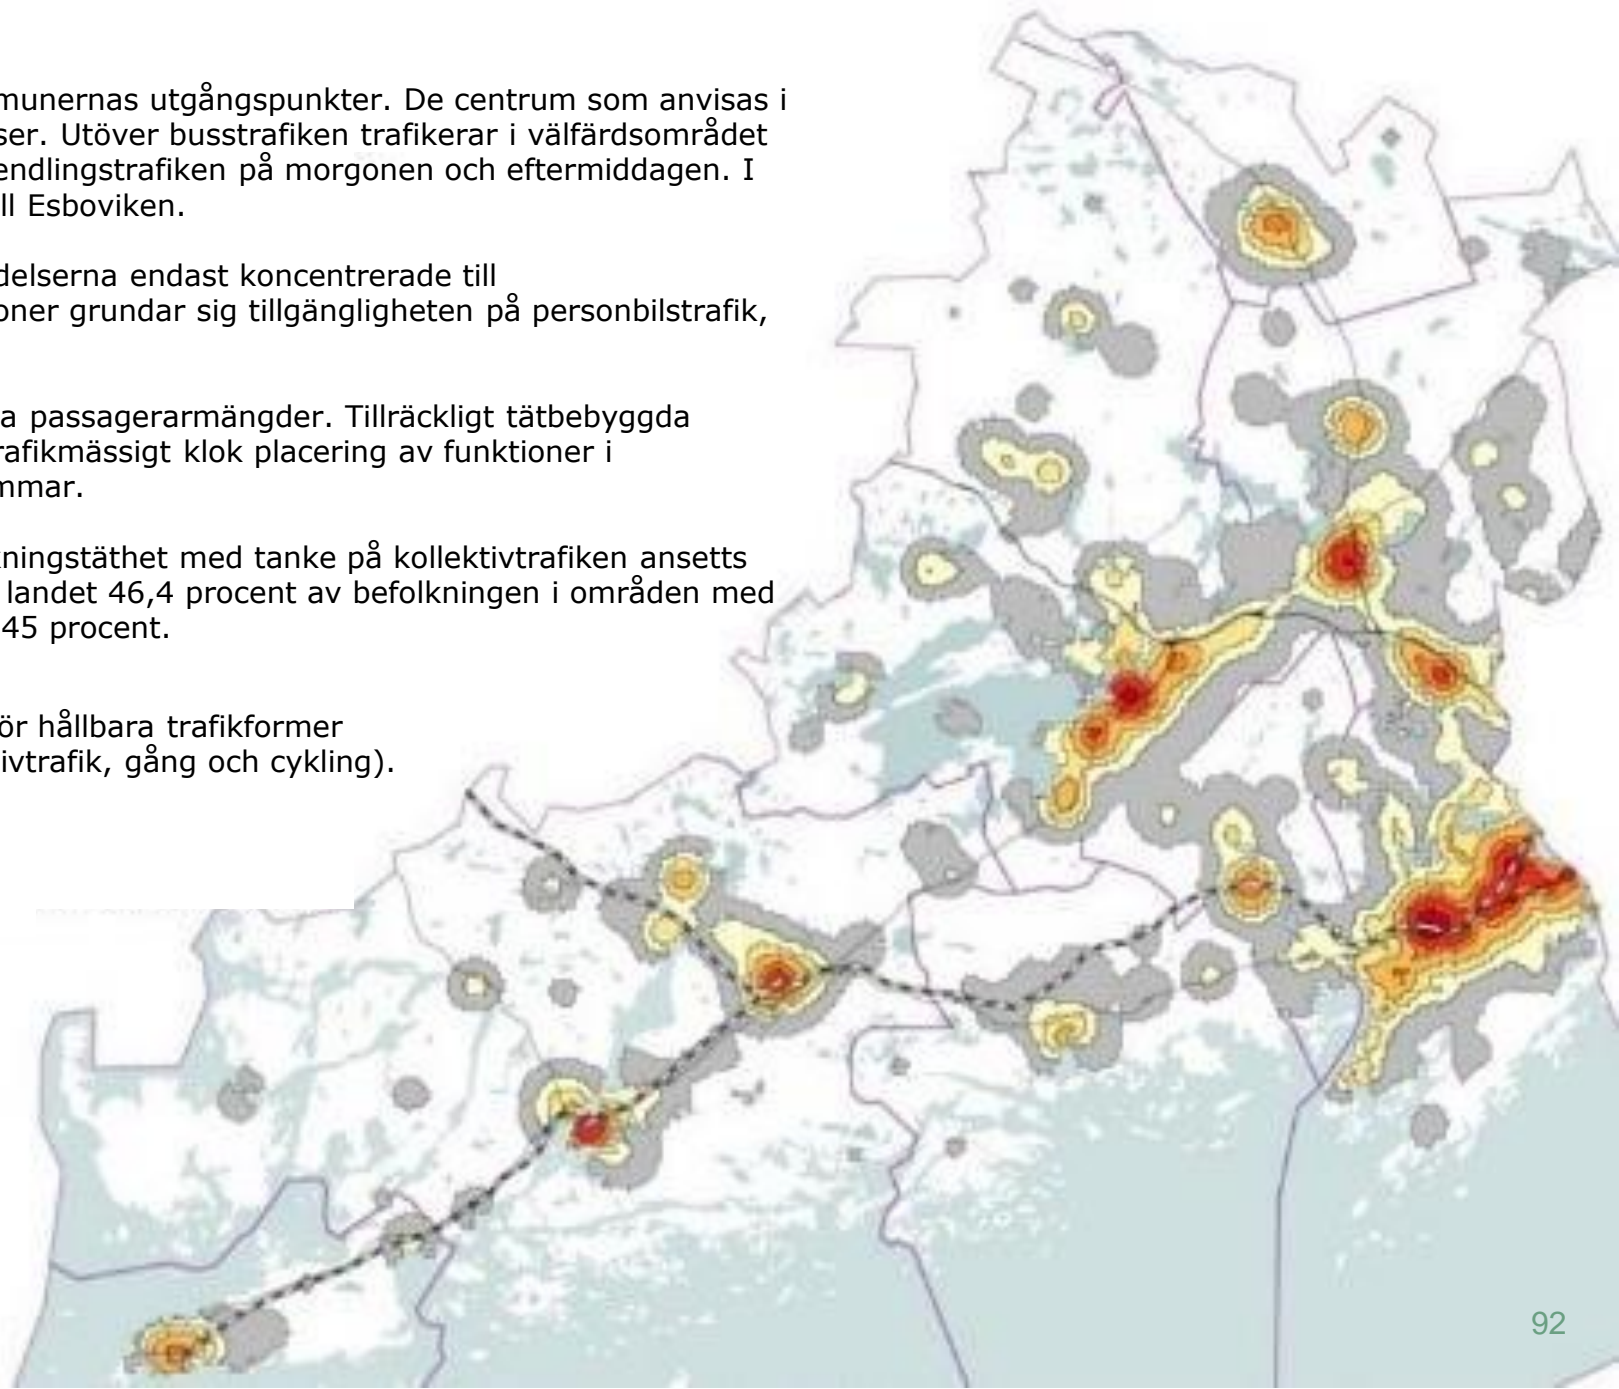 munernas utgångspunkter. De centrum som anvisas i
ser. Utöver busstrafiken trafikerar i välfärdsområdet
endlingstrafiken på morgonen och eftermiddagen. I
ll Esboviken.
delserna endast koncentrerade till
oner grundar sig tillgängligheten på personbilstrafik,
a passagerarmängder. Tillräckligt tätbebyggda
rafikmässigt klok placering av funktioner i
mmar.
kningstäthet med tanke på kollektivtrafiken ansetts
landet 46,4 procent av befolkningen i områden med
45 procent.
ör hållbara trafikformer
ivtrafik, gång och cykling).
92